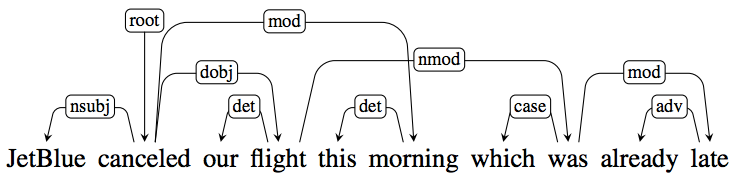 root mod
nmod
dobj mod
nsubj det det case adv
JetBlue canceled our flight this morning which was already late